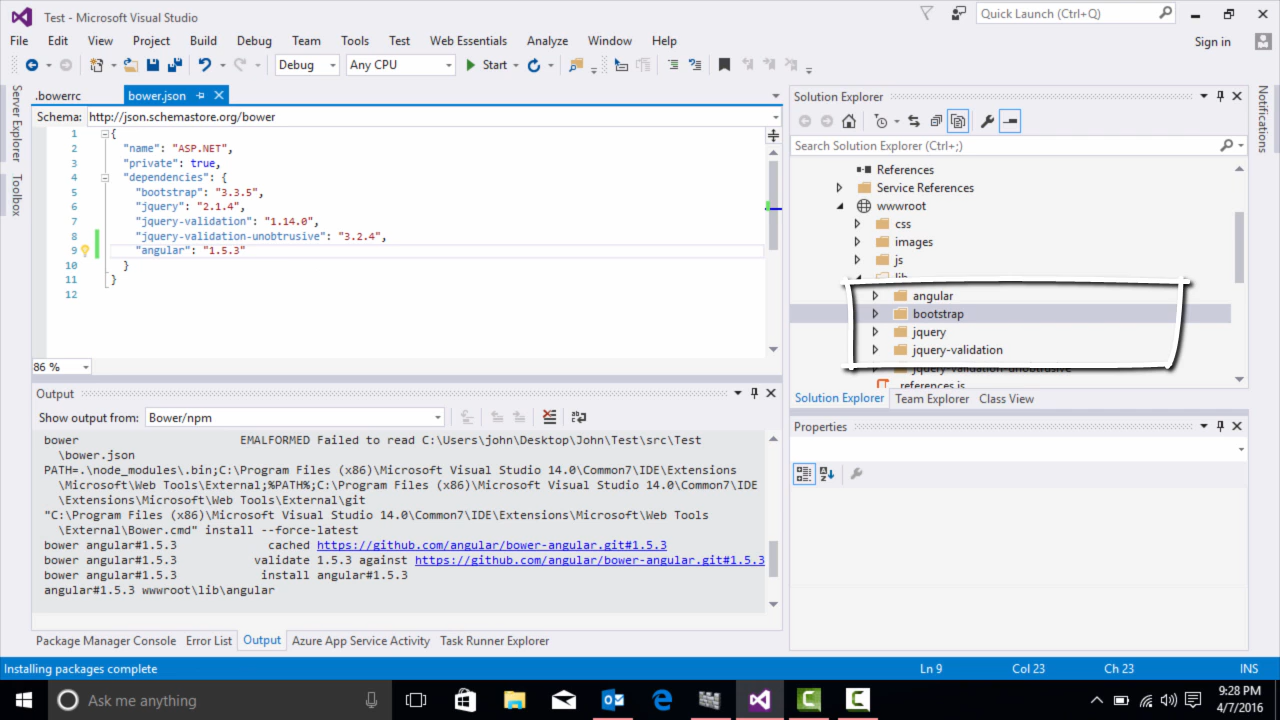 Test - Microsoft Visual Studio
Quick Launch (Ctrl+Q)
File Edit View Project Build Debug Team Tools Test Web Essentials Analyze Window Help
Sign in
Debug Any CPU Start
Server Explorer
Toolbox
.bowerrc bower.json
Schema: http://json.schemastore.org/bower
1 {
2 "name": "ASP.NET",
3 "private": true,
4 "dependencies": {
5 "bootstrap": "3.3.5",
6 "jquery": "2.1.4",
7 "jquery-validation": "1.14.0",
8 "jquery-validation-unobtrusive": "3.2.4",
9 "angular": "1.5.3"
10 }
11 }
12
86 %
Output
Show output from: Bower/npm
bower EMALFORMED Failed to read C:\Users\john\Desktop\John\Test\src\Test
\bower.json
PATH=.\node_modules\.bin;C:\Program Files (x86)\Microsoft Visual Studio 14.0\Common7\IDE\Extensions
\Microsoft\Web Tools\External;%PATH%;C:\Program Files (x86)\Microsoft Visual Studio 14.0\Common7\IDE
\Extensions\Microsoft\Web Tools\External\git
"C:\Program Files (x86)\Microsoft Visual Studio 14.0\Common7\IDE\Extensions\Microsoft\Web Tools
\External\Bower.cmd" install --force-latest
bower angular#1.5.3 cached https://github.com/angular/bower-angular.git#1.5.3
bower angular#1.5.3 validate 1.5.3 against https://github.com/angular/bower-angular.git#1.5.3
bower angular#1.5.3 install angular#1.5.3
angular#1.5.3 wwwroot\lib\angular
Package Manager Console Error List Output Azure App Service Activity Task Runner Explorer
Solution Explorer
Search Solution Explorer (Ctrl+;)
References
Service References
wwwroot
css
images
js
lib
angular
bootstrap
jquery
jquery-validation
jquery-validation-unobtrusive
_references.js
Solution Explorer Team Explorer Class View
Properties
Notifications
Installing packages complete
Ln 9 Col 23 Ch 23 INS
Ask me anything
9:28 PM
4/7/2016